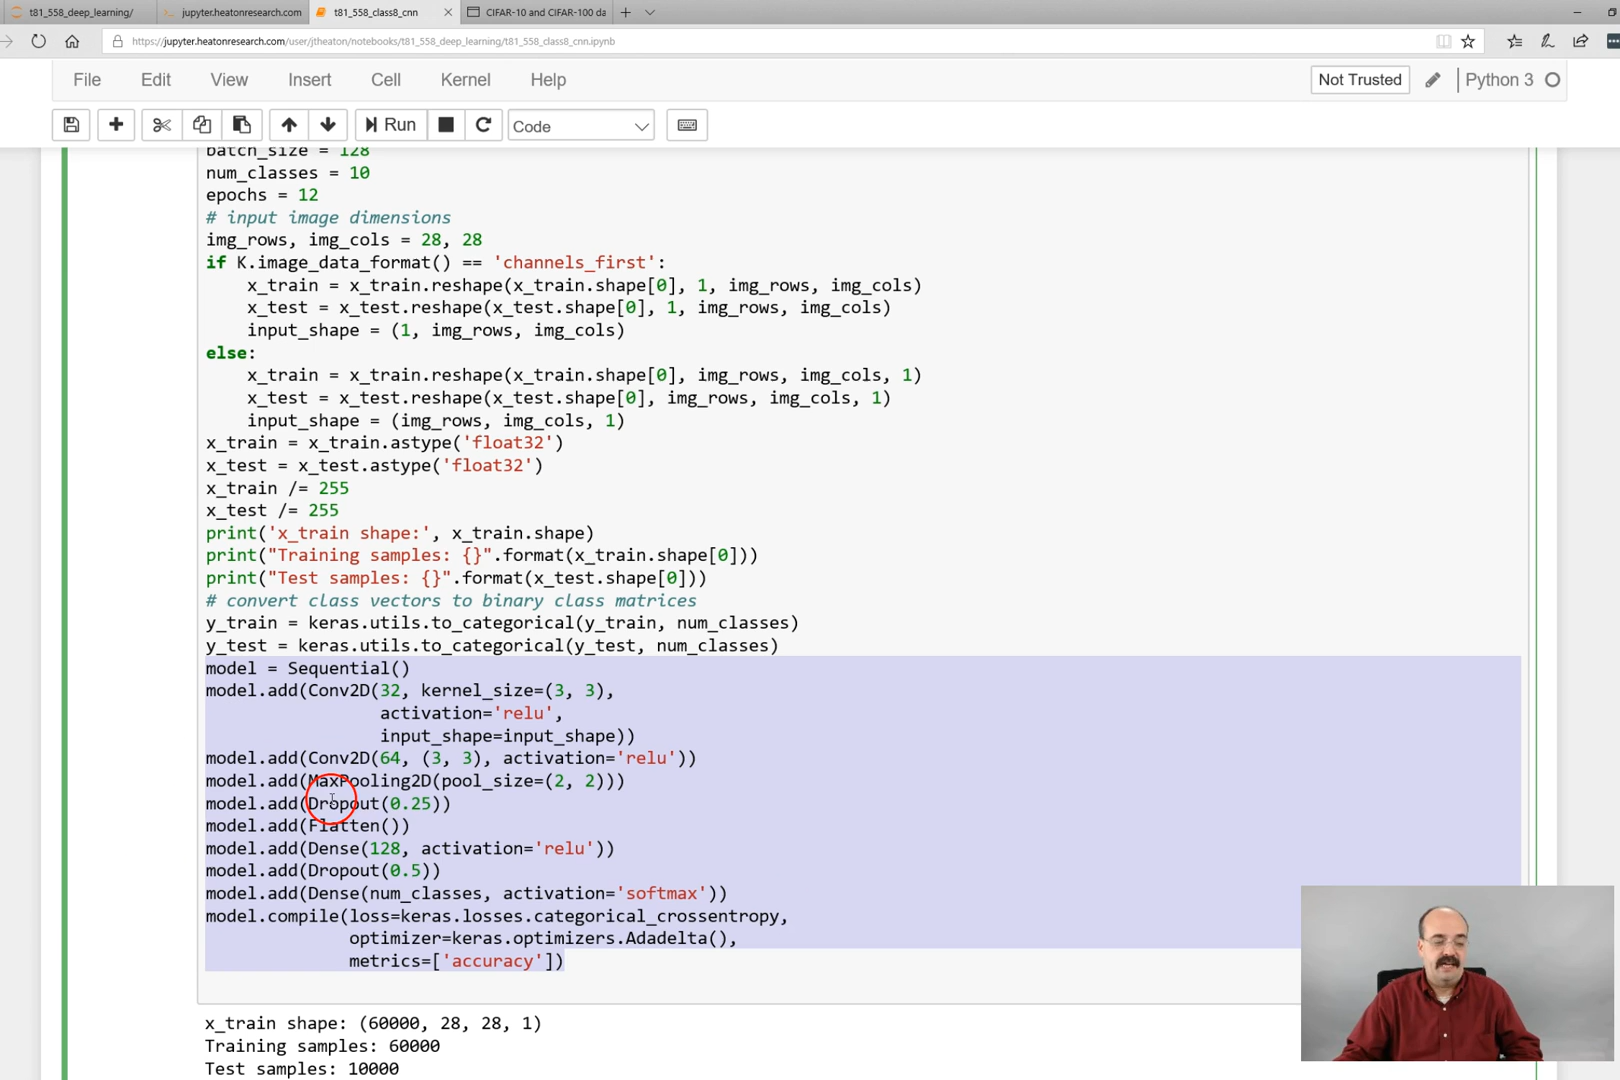 t81_558_deep_learning/
jupyter.heatonresearch.com
t81_558_class8_cnn
CIFAR-10 and CIFAR-100 da
https://jupyter.heatonresearch.com/user/jtheaton/notebooks/t81_558_deep_learning/t81_558_class8_cnn.ipynb
File Edit View Insert Cell Kernel Help Not Trusted Python 3
Run Code
batch_size = 128
num_classes = 10
epochs = 12
# input image dimensions
img_rows, img_cols = 28, 28
if K.image_data_format() == 'channels_first':
    x_train = x_train.reshape(x_train.shape[0], 1, img_rows, img_cols)
    x_test = x_test.reshape(x_test.shape[0], 1, img_rows, img_cols)
    input_shape = (1, img_rows, img_cols)
else:
    x_train = x_train.reshape(x_train.shape[0], img_rows, img_cols, 1)
    x_test = x_test.reshape(x_test.shape[0], img_rows, img_cols, 1)
    input_shape = (img_rows, img_cols, 1)
x_train = x_train.astype('float32')
x_test = x_test.astype('float32')
x_train /= 255
x_test /= 255
print('x_train shape:', x_train.shape)
print("Training samples: {}".format(x_train.shape[0]))
print("Test samples: {}".format(x_test.shape[0]))
# convert class vectors to binary class matrices
y_train = keras.utils.to_categorical(y_train, num_classes)
y_test = keras.utils.to_categorical(y_test, num_classes)
model = Sequential()
model.add(Conv2D(32, kernel_size=(3, 3),
                 activation='relu',
                 input_shape=input_shape))
model.add(Conv2D(64, (3, 3), activation='relu'))
model.add(MaxPooling2D(pool_size=(2, 2)))
model.add(Dropout(0.25))
model.add(Flatten())
model.add(Dense(128, activation='relu'))
model.add(Dropout(0.5))
model.add(Dense(num_classes, activation='softmax'))
model.compile(loss=keras.losses.categorical_crossentropy,
              optimizer=keras.optimizers.Adadelta(),
              metrics=['accuracy'])
x_train shape: (60000, 28, 28, 1)
Training samples: 60000
Test samples: 10000